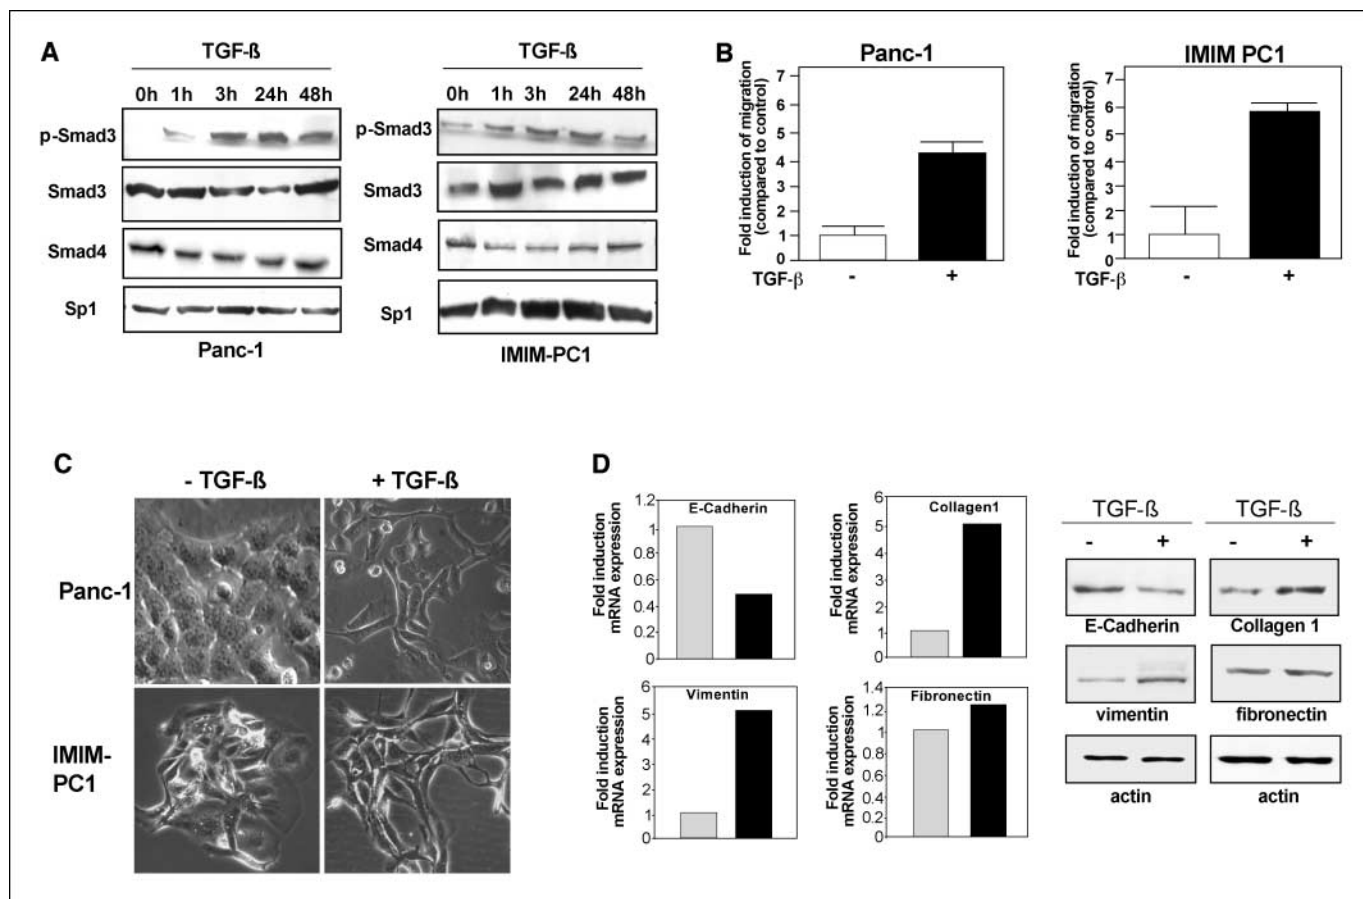 A
TGF-ß
0h 1h 3h 24h 48h
p-Smad3
Smad3
Smad4
Sp1
Panc-1
TGF-ß
0h 1h 3h 24h 48h
p-Smad3
Smad3
Smad4
Sp1
IMIM-PC1
B
Panc-1
Fold induction of migration
(compared to control)
7
6
5
4
2
1
0
TGF-β - +
IMIM PC1
Fold induction of migration
(compared to control)
7
6
5
4
2
1
0
TGF-β - +
C
- TGF-ß + TGF-ß
Panc-1
IMIM-
PC1
D
E-Cadherin
Fold induction
mRNA expression
1.2
1
0.8
0.6
0.4
0.2
0
Collagen1
Fold induction
mRNA expression
6
5
4
2
1
0
Vimentin
Fold induction
mRNA expression
6
5
4
2
1
0
Fibronectin
Fold induction
mRNA expression
1.4
1.2
1
0.8
0.6
0.4
0.2
0
TGF-ß TGF-ß
- + - +
E-Cadherin Collagen 1
vimentin fibronectin
actin actin